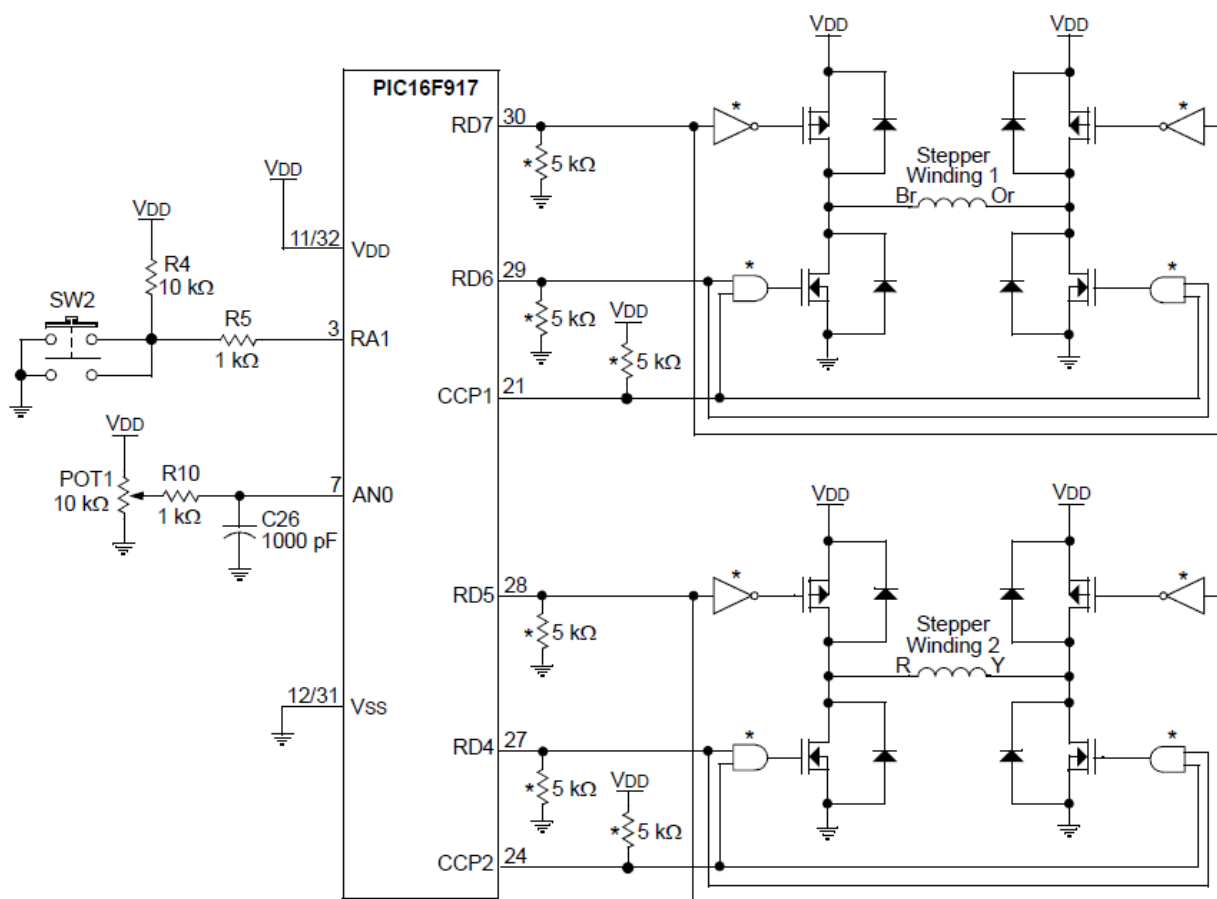 VDD
VDD
PIC16F917
RD7
30
*
*
* 5 kΩ
Stepper
Winding 1
Br
Or
VDD
VDD
11/32
VDD
R4
10 kΩ
RD6
29
*
*
* 5 kΩ
VDD
* 5 kΩ
SW2
R5
1 kΩ
3
RA1
CCP1
21
VDD
POT1
10 kΩ
R10
1 kΩ
7
AN0
C26
1000 pF
VDD
VDD
RD5
28
*
*
* 5 kΩ
Stepper
Winding 2
R
Y
12/31
VSS
RD4
27
*
*
* 5 kΩ
VDD
* 5 kΩ
CCP2
24